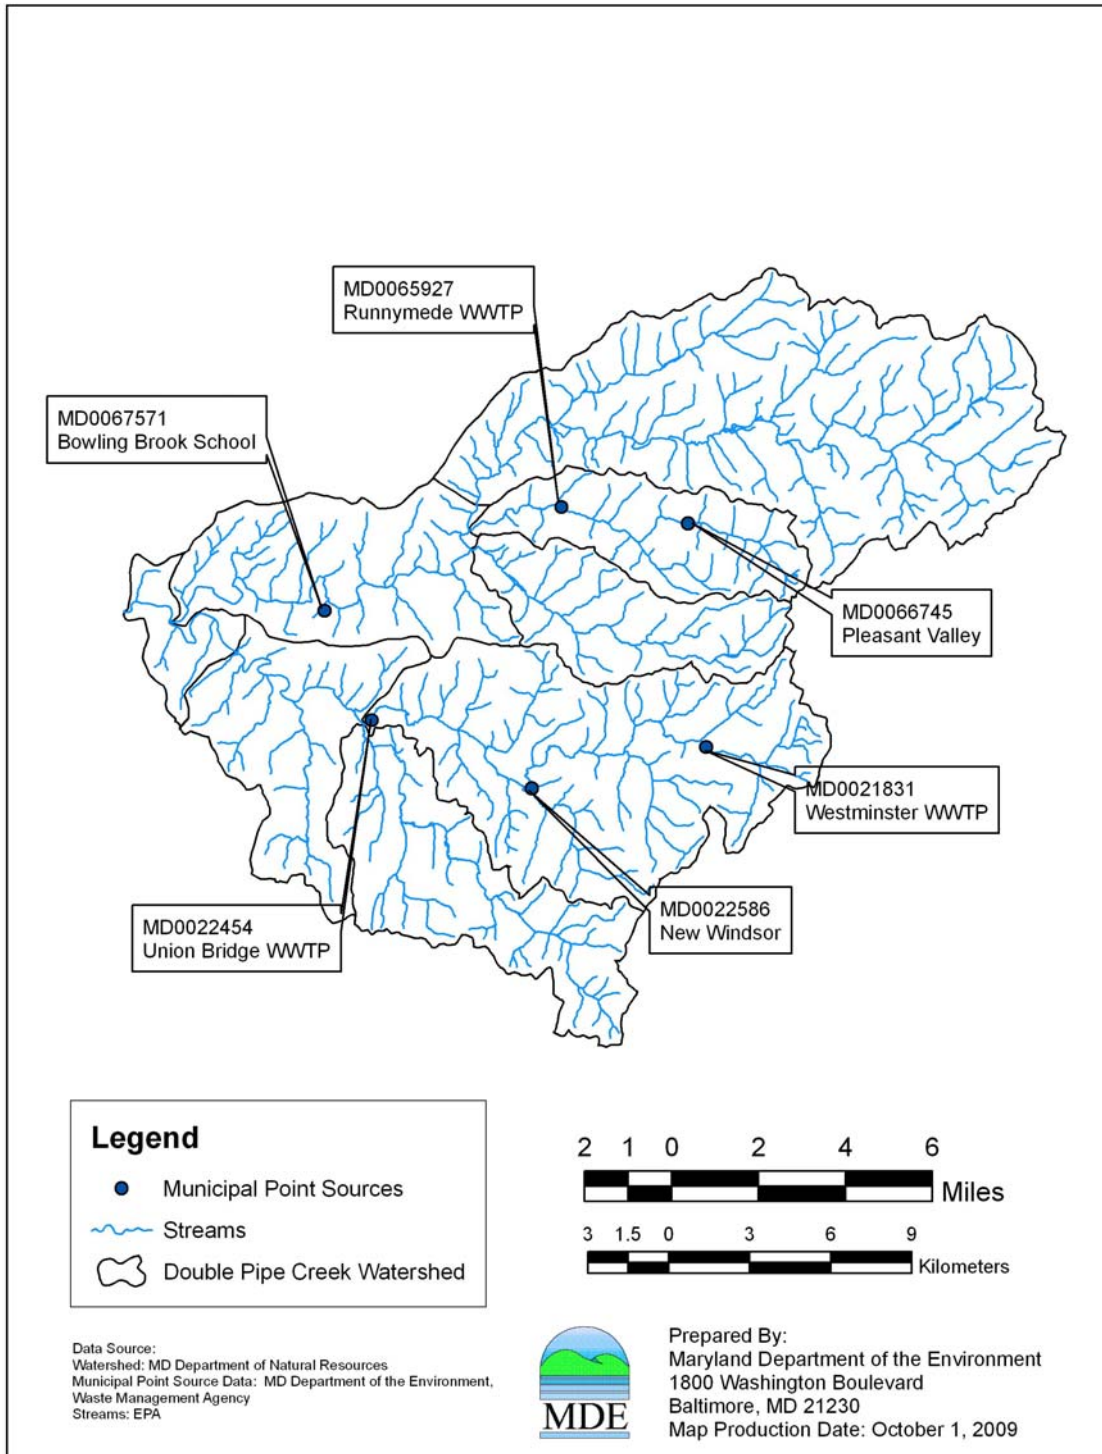 MD0065927
Runnymede WWTP
MD0067571
Bowling Brook School
MD0066745
Pleasant Valley
MD0021831
Westminster WWTP
MD0022586
New Windsor
MD0022454
Union Bridge WWTP
Legend
Municipal Point Sources
Streams
Double Pipe Creek Watershed
2 1 0 2 4 6
Miles
3 1.5 0 3 6 9
Kilometers
Data Source:
Watershed: MD Department of Natural Resources
Municipal Point Source Data: MD Department of the Environment,
Waste Management Agency
Streams: EPA
MDE
Prepared By:
Maryland Department of the Environment
1800 Washington Boulevard
Baltimore, MD 21230
Map Production Date: October 1, 2009